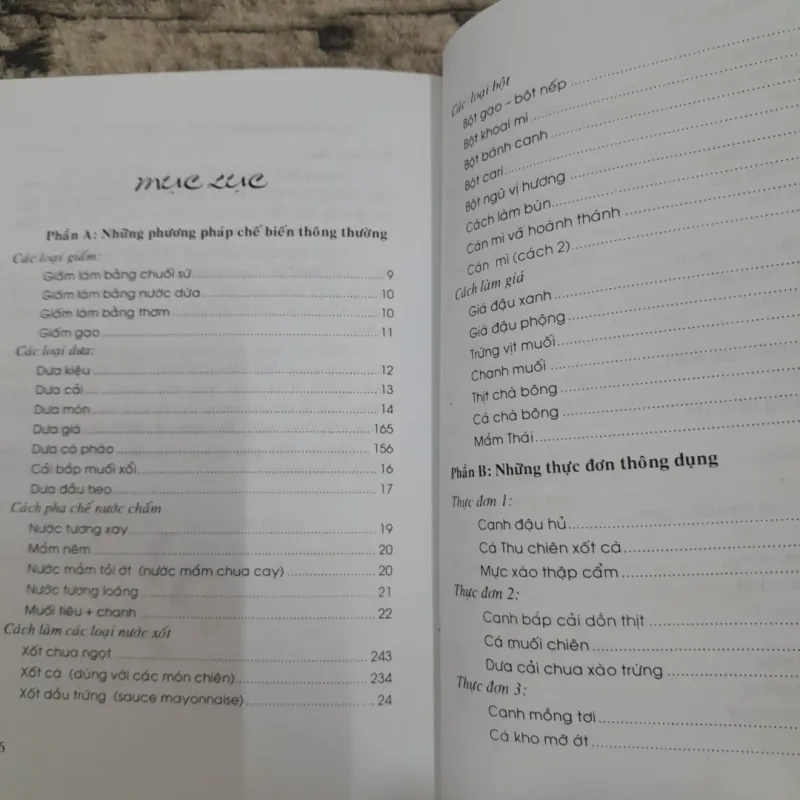 MỤC LỤC
Phần A: Những phương pháp chế biến thông thường
Các loại giấm:
Giấm làm bằng chuối sứ 9
Giấm làm bằng nước dừa 10
Giấm làm bằng thơm 10
Giấm gạo 11
Các loại dưa:
Dưa kiệu 12
Dưa cải 13
Dưa món 14
Dưa giá 165
Dưa cà pháo 156
Cải bắp muối xổi 16
Dưa đầu heo 17
Cách pha chế nước chấm
Nước tương xay 19
Mắm nêm 20
Nước mắm tỏi ớt (nước mắm chua cay) 20
Nước tương loãng 21
Muối tiêu + chanh 22
Cách làm các loại nước xốt
Xốt chua ngọt 243
Xốt cà (dùng với các món chiên) 234
Xốt dầu trứng (sauce mayonnaise) 24
6
Các loại bột
Bột gạo – bột nếp
Bột khoai mì
Bột bánh canh
Bột cari
Bột ngũ vị hương
Cách làm bún
Cán mì vã hoành thánh
Cán mì (cách 2)
Cách làm giá
Giá đậu xanh
Giá đậu phộng
Trứng vịt muối
Chanh muối
Thịt chà bông
Cá chà bông
Mắm Thái
Phần B: Những thực đơn thông dụng
Thực đơn 1:
Canh đậu hủ
Cá Thu chiên xốt cà
Mực xào thập cẩm
Thực đơn 2:
Canh bắp cải dồn thịt
Cá muối chiên
Dưa cải chua xào trứng
Thực đơn 3:
Canh mồng tơi
Cá kho mỡ ớt